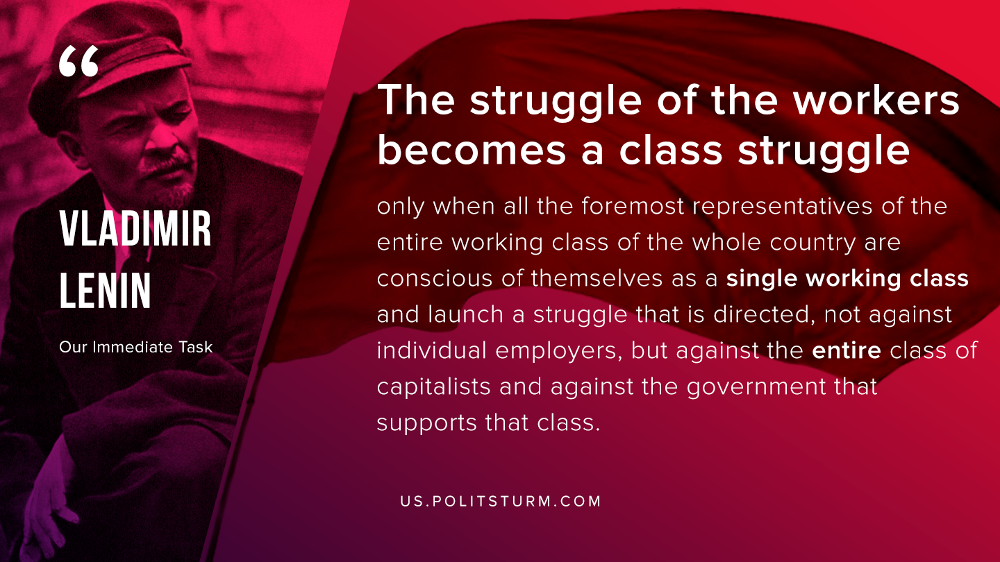 “
VLADIMIR
LENIN
Our Immediate Task
The struggle of the workers
becomes a class struggle
only when all the foremost representatives of the
entire working class of the whole country are
conscious of themselves as a single working class
and launch a struggle that is directed, not against
individual employers, but against the entire class of
capitalists and against the government that
supports that class.
US.POLITSTURM.COM